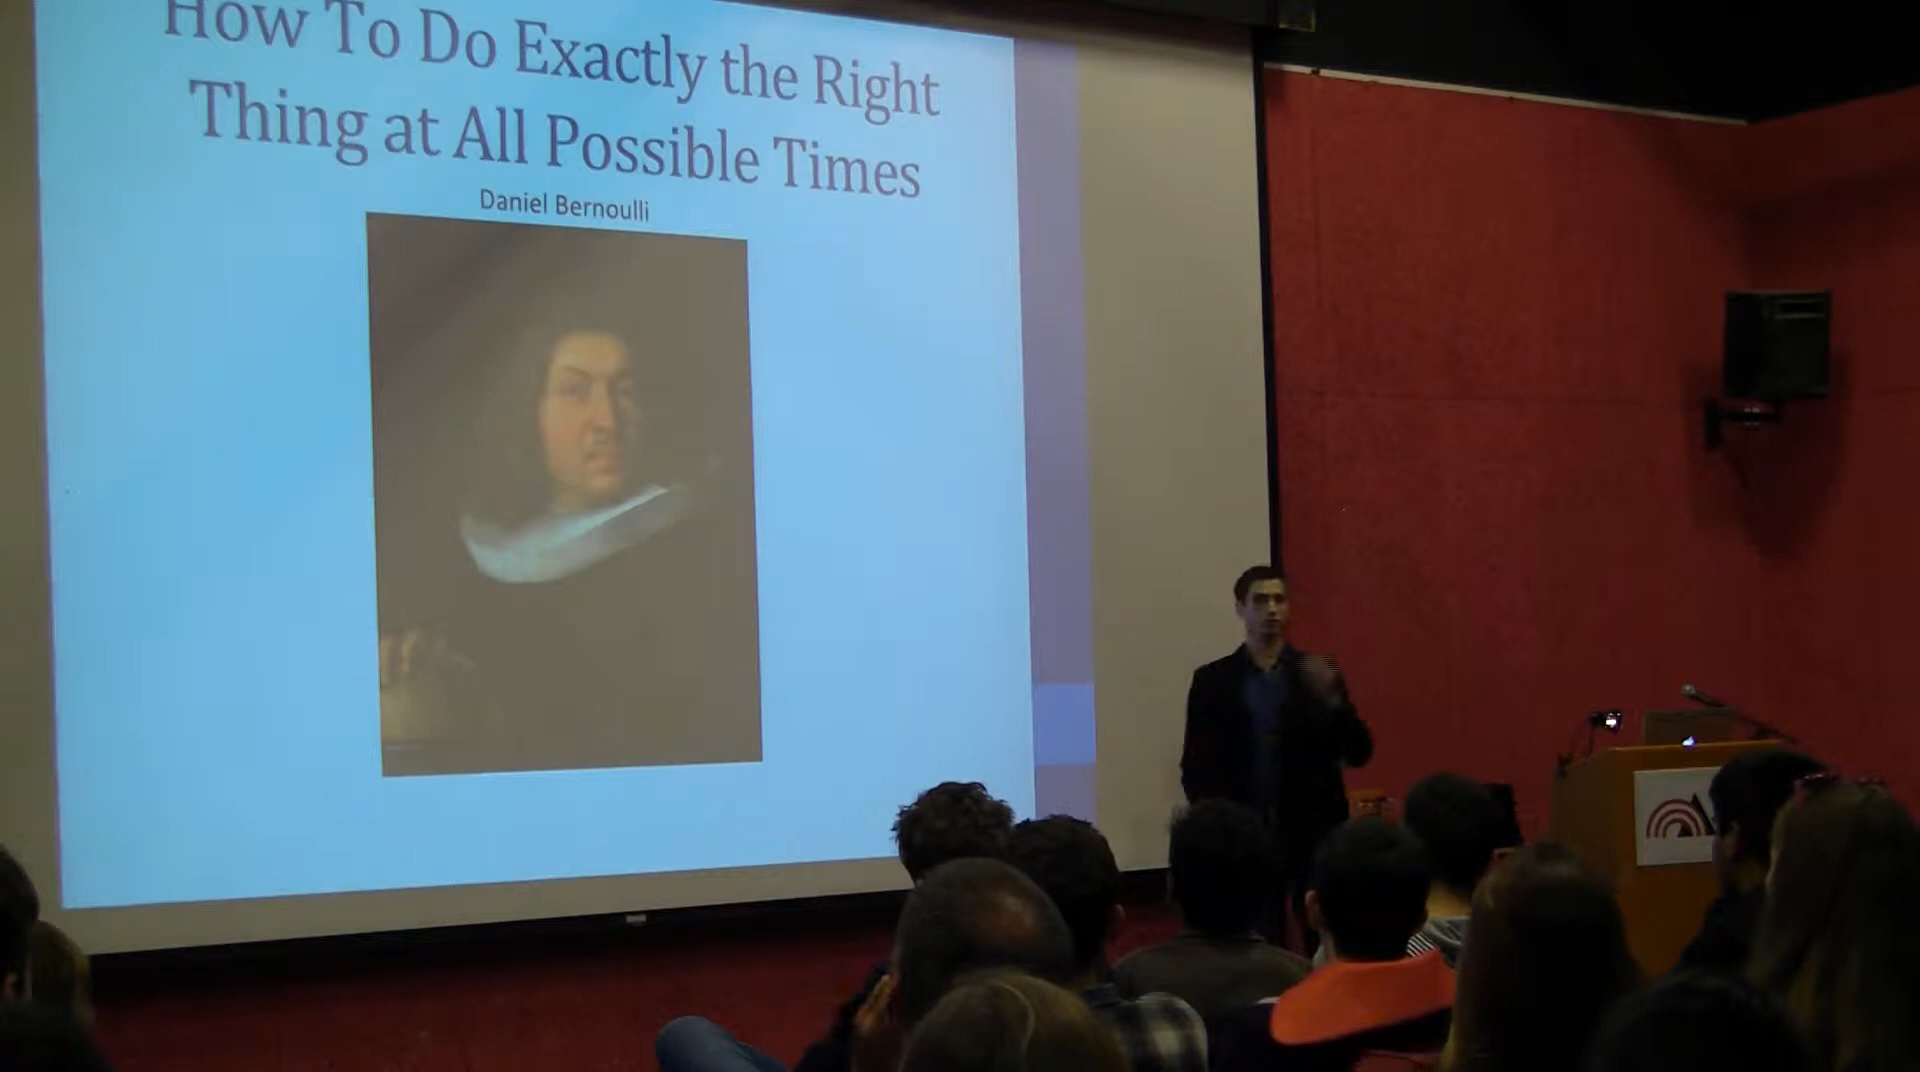 How To Do Exactly the Right
Thing at All Possible Times
Daniel Bernoulli